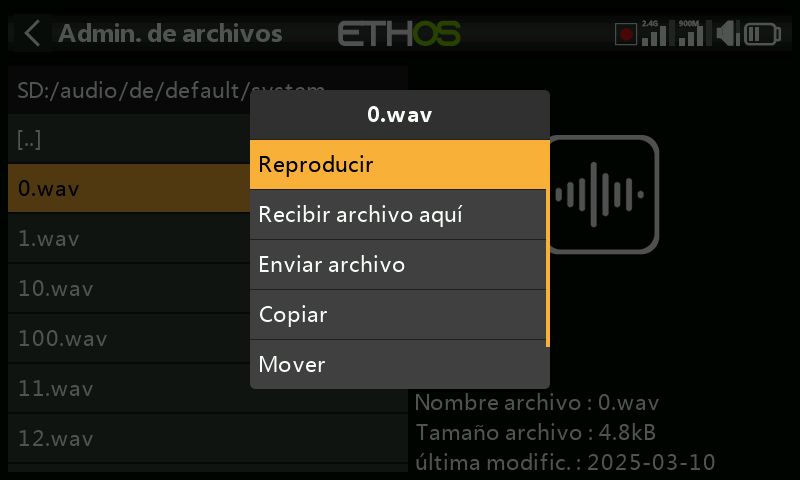 Admin. de archivos
ETHOS
2.4G
900M
SD:/audio/de/default/system
[..]
0.wav
1.wav
10.wav
100.wav
11.wav
12.wav
0.wav
Reproducir
Recibir archivo aquí
Enviar archivo
Copiar
Mover
Nombre archivo : 0.wav
Tamaño archivo : 4.8kB
última modific. : 2025-03-10